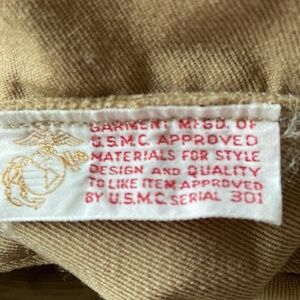 GARMENT MFGD. OF
U.S.M.C. APPROVED
MATERIALS FOR STYLE
DESIGN AND QUALITY
TO LIKE ITEM APPROVED
BY U.S.M.C. SERIAL 301